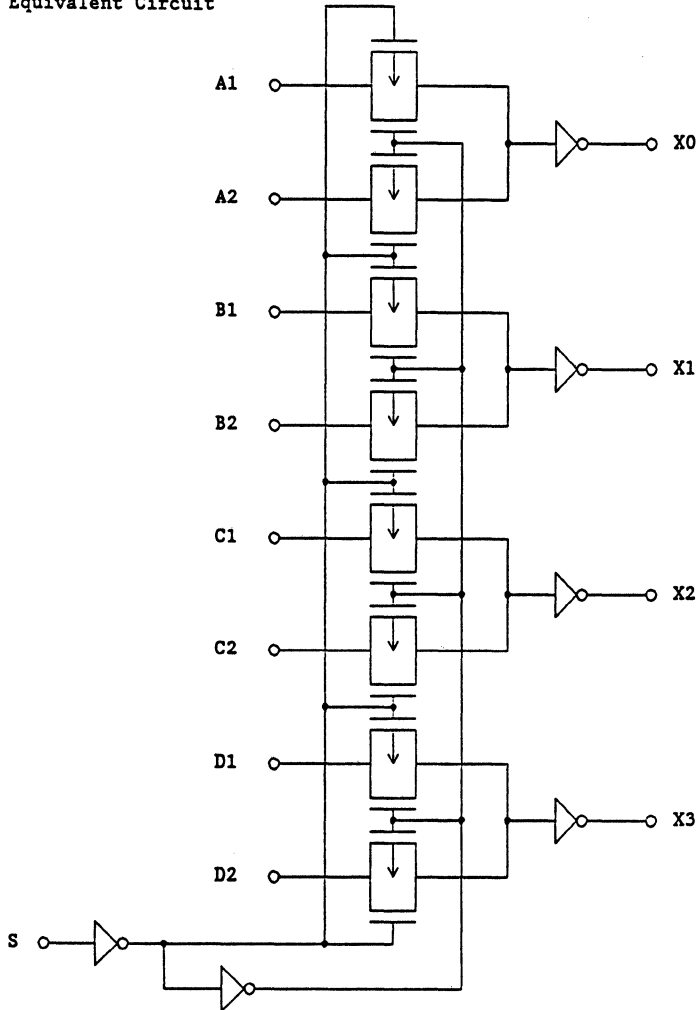 Equivalent Circuit
A1
X0
A2
B1
X1
B2
C1
X2
C2
D1
X3
D2
S